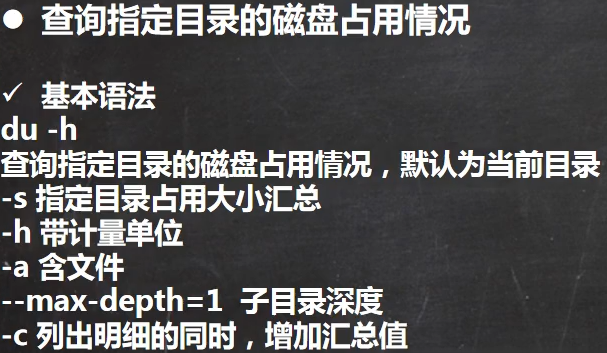 ● 查询指定目录的磁盘占用情况
✓ 基本语法
du -h
查询指定目录的磁盘占用情况，默认为当前目录
-s 指定目录占用大小汇总
-h 带计量单位
-a 含文件
--max-depth=1 子目录深度
-c 列出明细的同时，增加汇总值